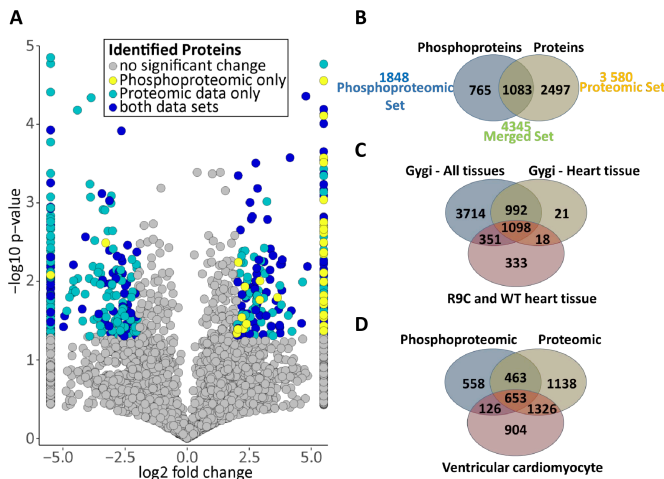 A
5
4
3
2
1
0
-log10 p-value
Identified Proteins
no significant change
Phosphoproteomic only
Proteomic data only
both data sets
-5.0 -2.5 0.0 2.5 5.0
log2 fold change
B
Phosphoproteins Proteins
1848
Phosphoproteomic
Set
765 1083 2497
3 580
Proteomic Set
4345
Merged Set
C
Gygi - All tissues Gygi - Heart tissue
3714 992 21
1098
351 18
333
R9C and WT heart tissue
D
Phosphoproteomic Proteomic
558 463 1138
653
126 1326
904
Ventricular cardiomyocyte